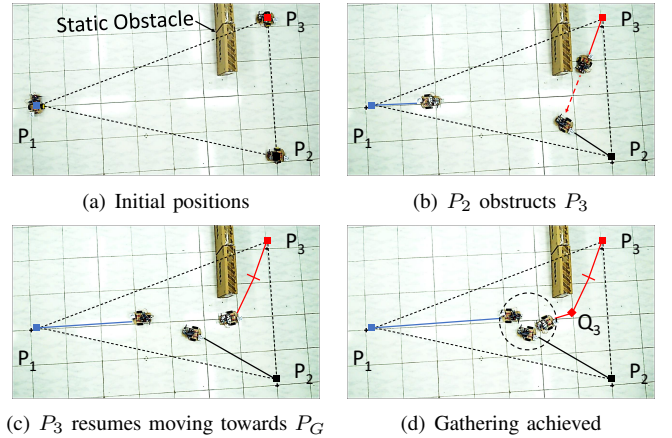 Static Obstacle
P3
P1
P2
P3
P1
P2
(a) Initial positions
(b) P2 obstructs P3
P3
P1
P2
P3
Q3
P1
P2
(c) P3 resumes moving towards PG
(d) Gathering achieved